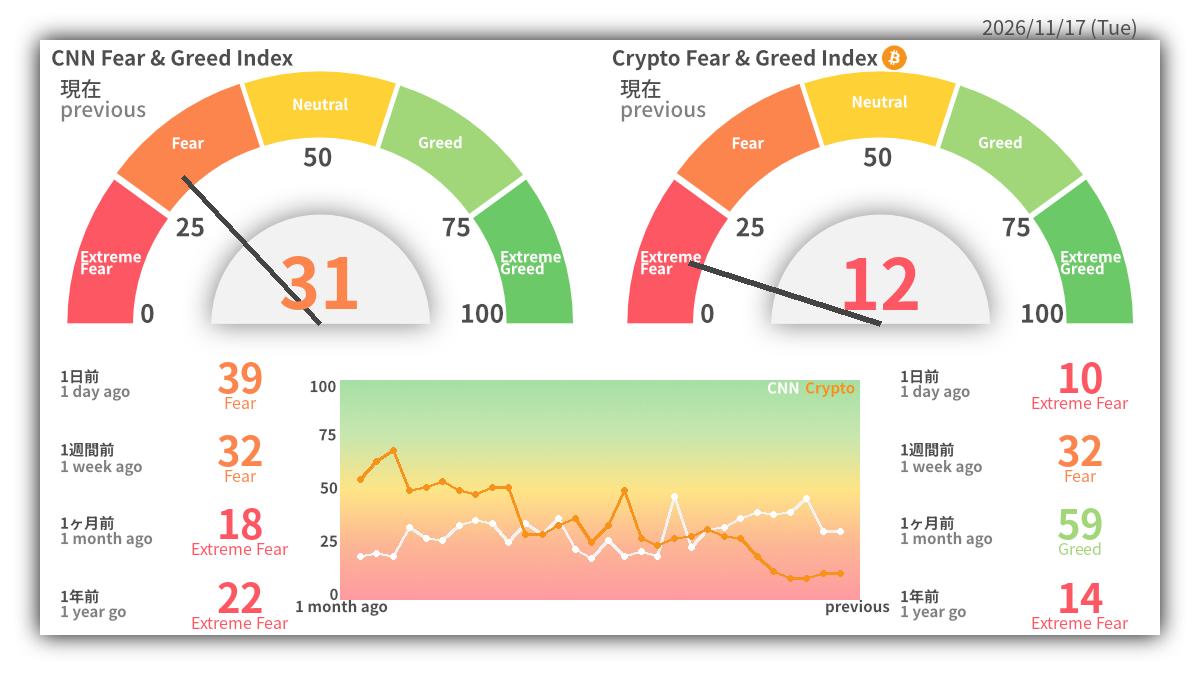 2026/11/17 (Tue)
CNN Fear & Greed Index
現在
previous
Extreme
Fear
Fear
Neutral
Greed
Extreme
Greed
0
25
50
75
100
31
Crypto Fear & Greed Index
現在
previous
Extreme
Fear
Fear
Neutral
Greed
Extreme
Greed
0
25
50
75
100
12
1日前
1 day ago
39
Fear
1週間前
1 week ago
32
Fear
1ヶ月前
1 month ago
18
Extreme Fear
1年前
1 year go
22
Extreme Fear
CNN Crypto
100
75
50
25
0
1 month ago
previous
1日前
1 day ago
10
Extreme Fear
1週間前
1 week ago
32
Fear
1ヶ月前
1 month ago
59
Greed
1年前
1 year go
14
Extreme Fear